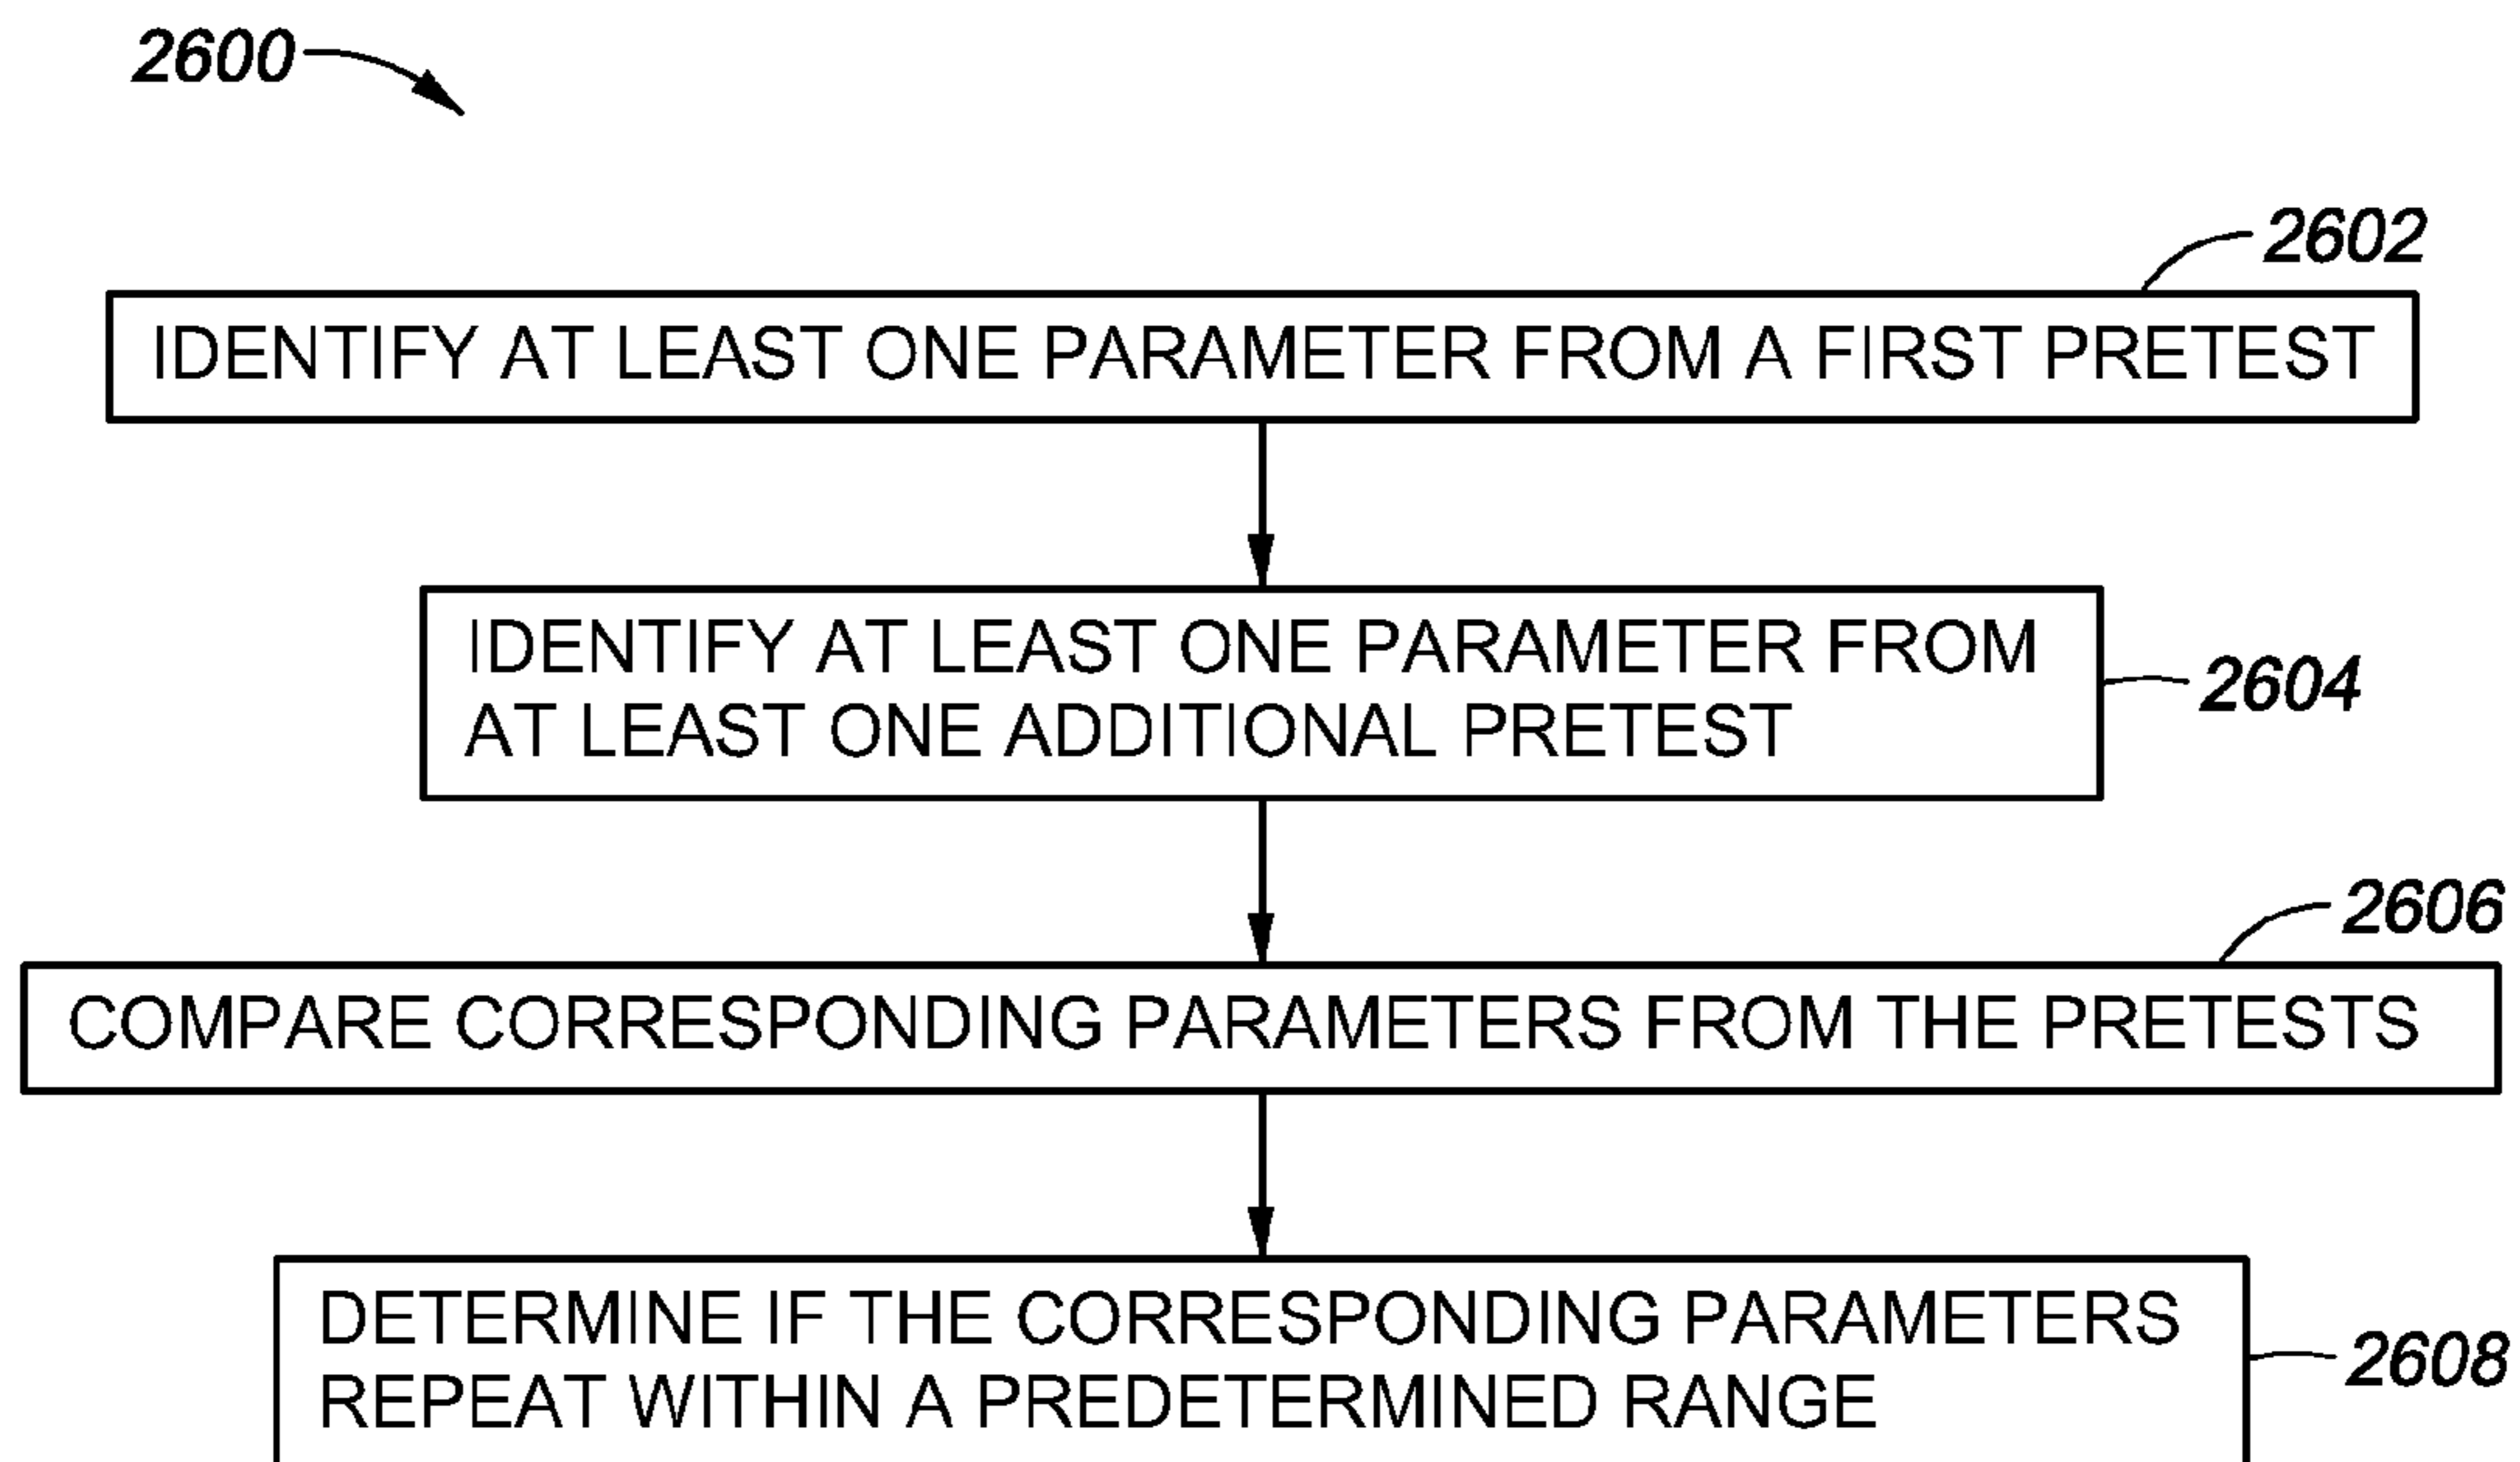 2600
2602
IDENTIFY AT LEAST ONE PARAMETER FROM A FIRST PRETEST
IDENTIFY AT LEAST ONE PARAMETER FROM
AT LEAST ONE ADDITIONAL PRETEST
2604
2606
COMPARE CORRESPONDING PARAMETERS FROM THE PRETESTS
DETERMINE IF THE CORRESPONDING PARAMETERS
REPEAT WITHIN A PREDETERMINED RANGE
2608